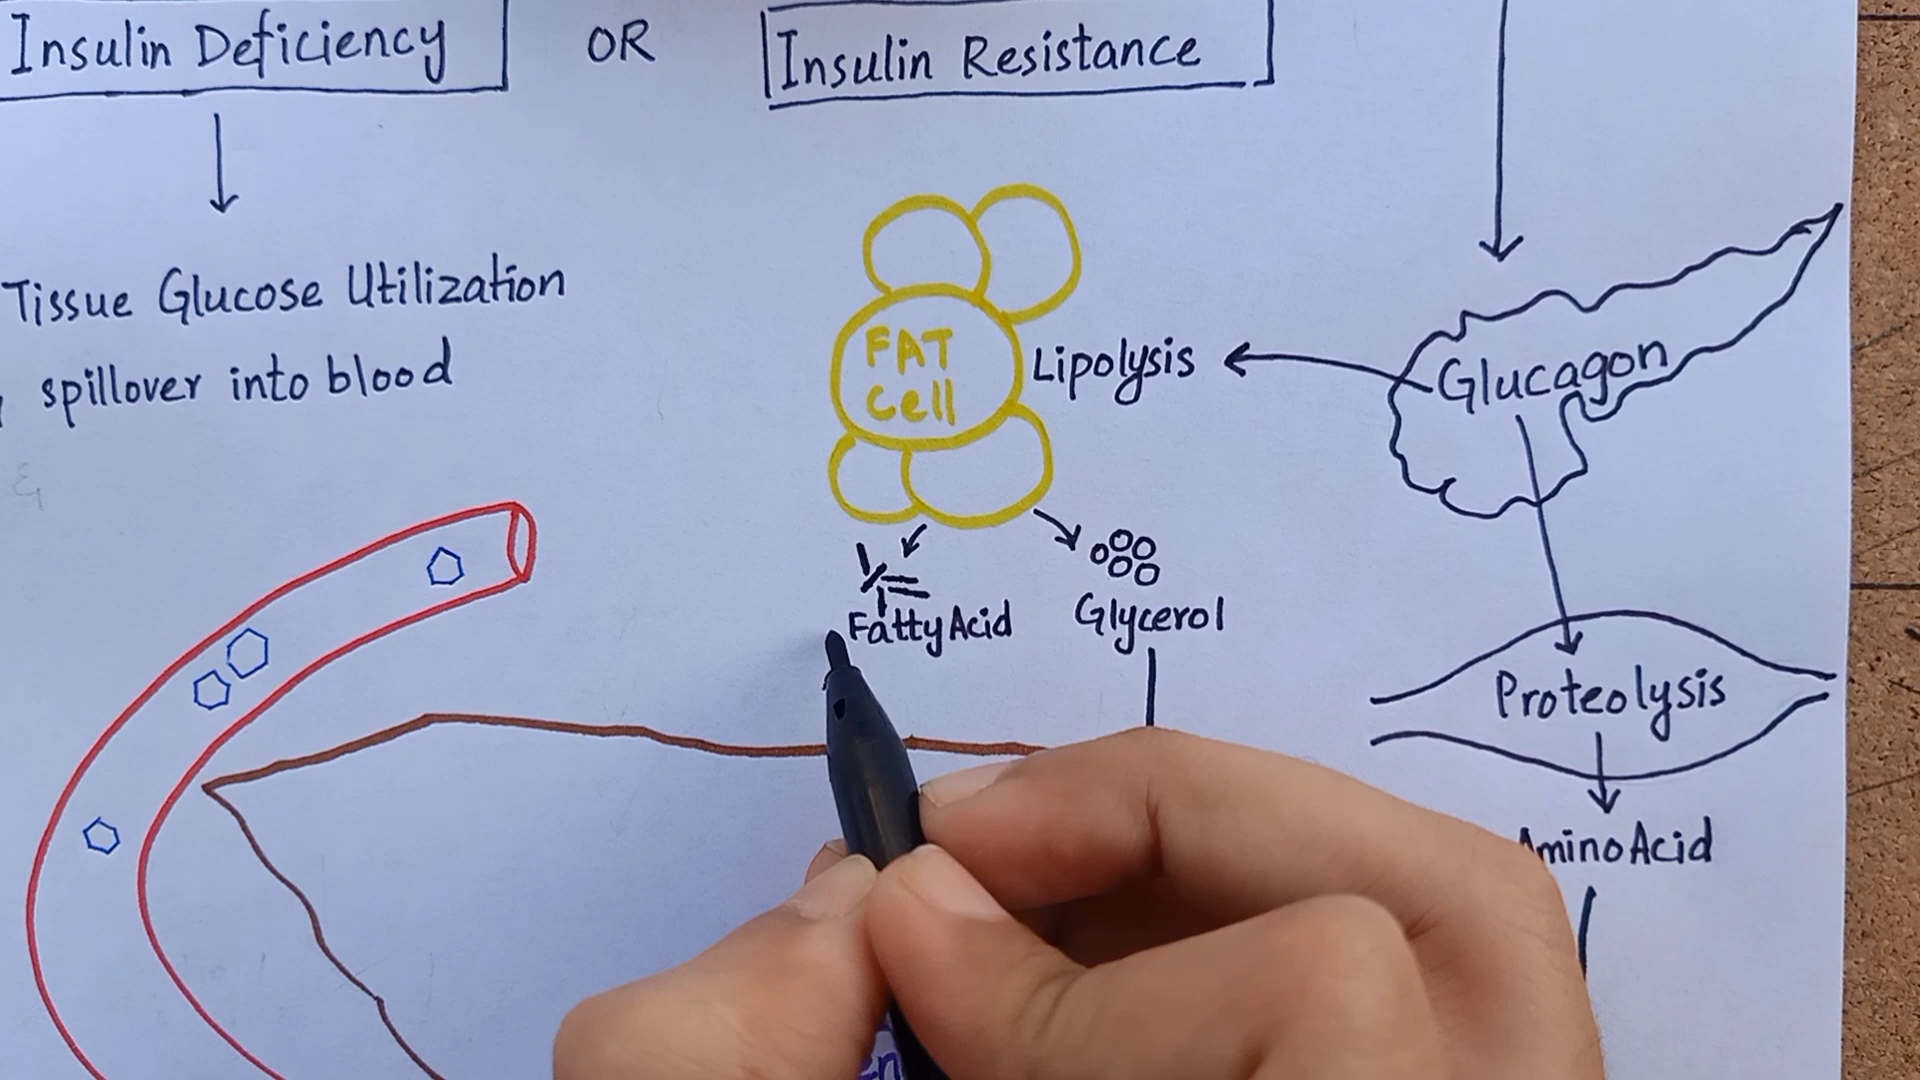 Insulin Deficiency
OR
Insulin Resistance
Tissue Glucose Utilization
spillover into blood
FAT
Cell
Lipolysis
Glucagon
Fatty Acid
Glycerol
Proteolysis
Amino Acid